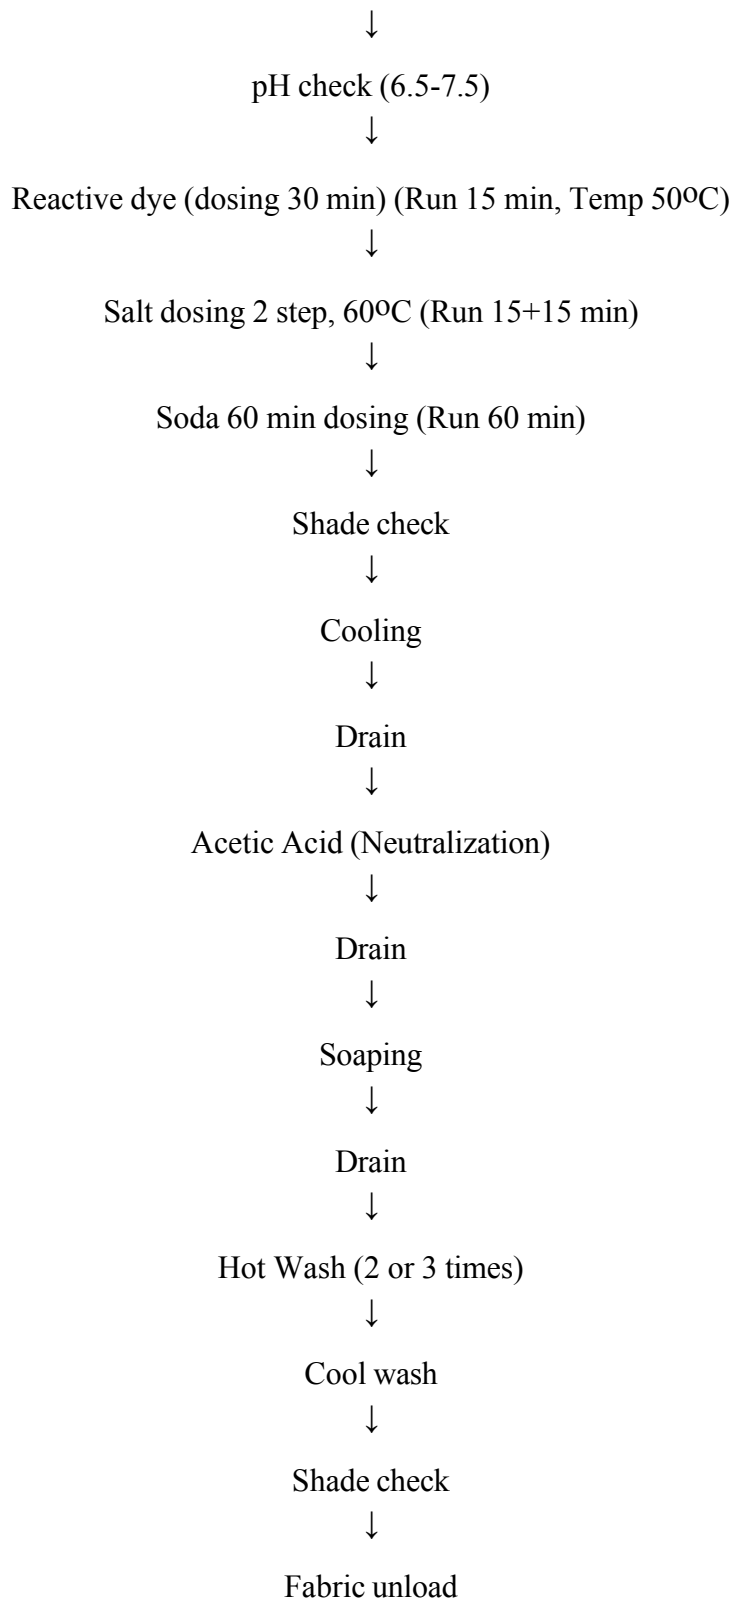 ↓
pH check (6.5-7.5)
↓
Reactive dye (dosing 30 min) (Run 15 min, Temp 50ºC)
↓
Salt dosing 2 step, 60ºC (Run 15+15 min)
↓
Soda 60 min dosing (Run 60 min)
↓
Shade check
↓
Cooling
↓
Drain
↓
Acetic Acid (Neutralization)
↓
Drain
↓
Soaping
↓
Drain
↓
Hot Wash (2 or 3 times)
↓
Cool wash
↓
Shade check
↓
Fabric unload